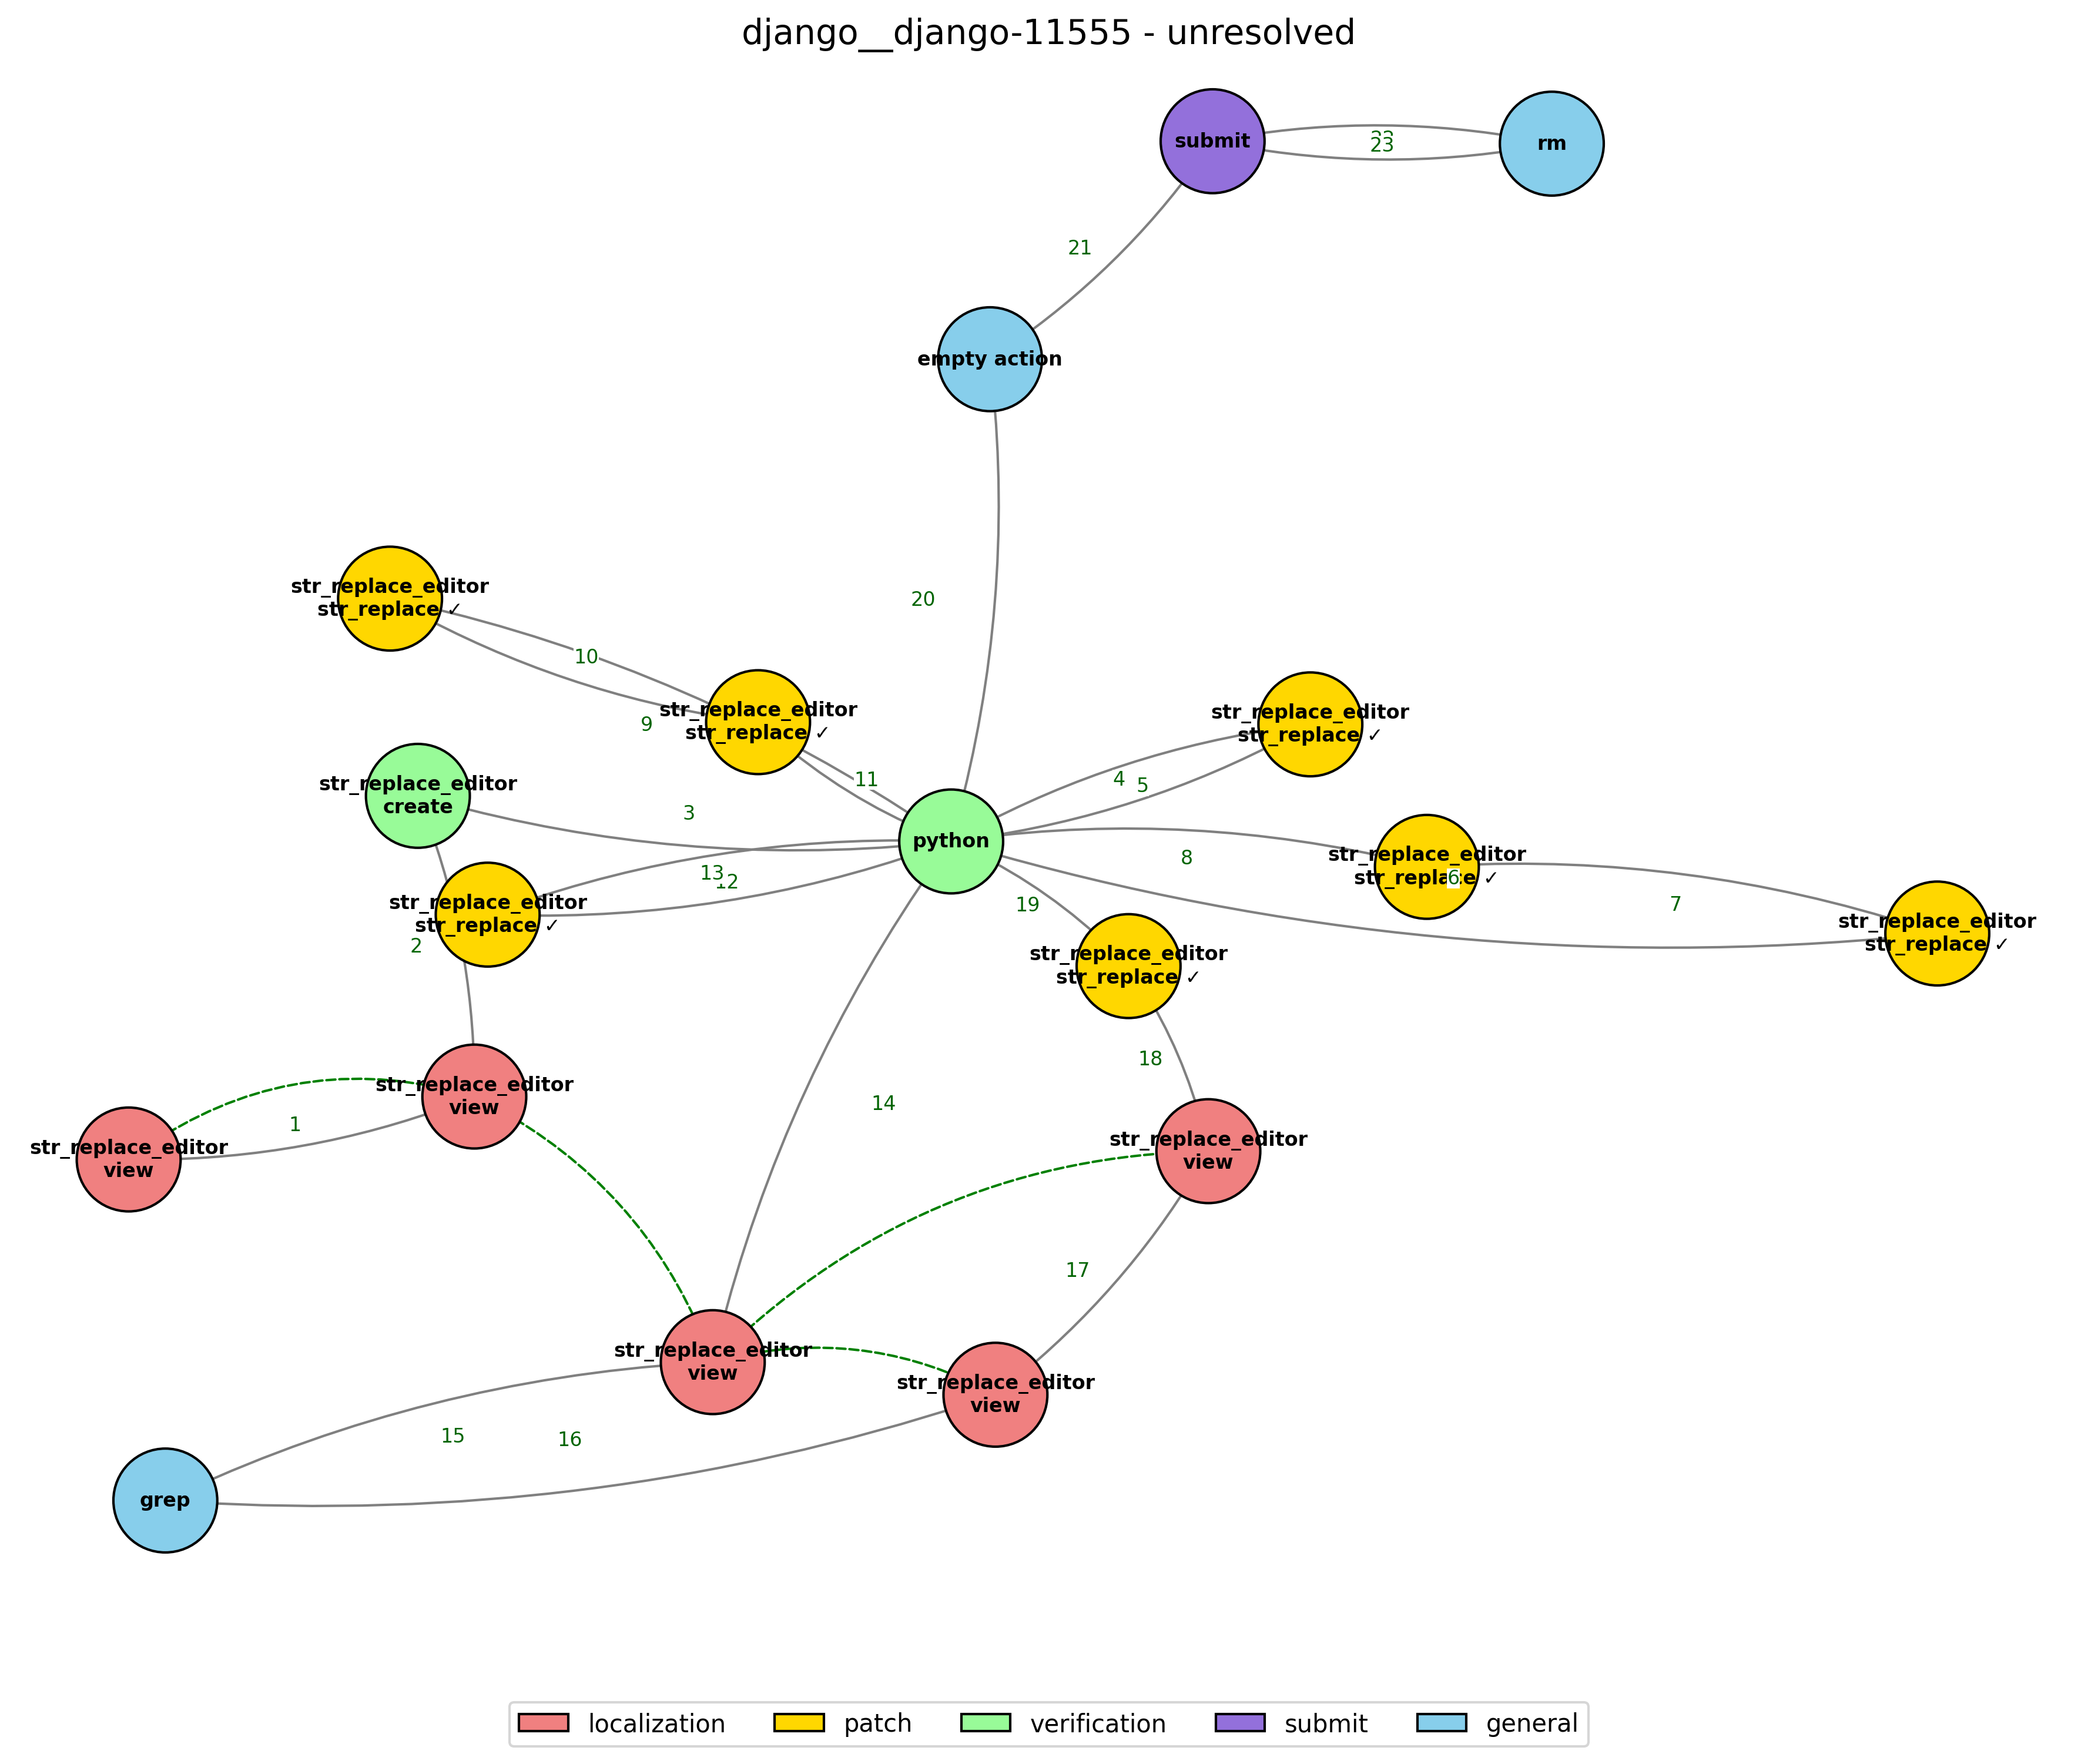 django__django-11555 - unresolved
submit
rm
23
21
empty action
20
str_replace_editor
str_replace ✓
10
9
str_replace_editor
str_replace ✓
str_replace_editor
str_replace ✓
11
4
5
str_replace_editor
create
3
python
8
str_replace_editor
str_replace ✓
6
13
12
19
7
str_replace_editor
str_replace ✓
str_replace_editor
str_replace ✓
2
str_replace_editor
str_replace ✓
18
str_replace_editor
view
1
14
str_replace_editor
view
str_replace_editor
view
17
str_replace_editor
view
str_replace_editor
view
15
16
grep
localization
patch
verification
submit
general